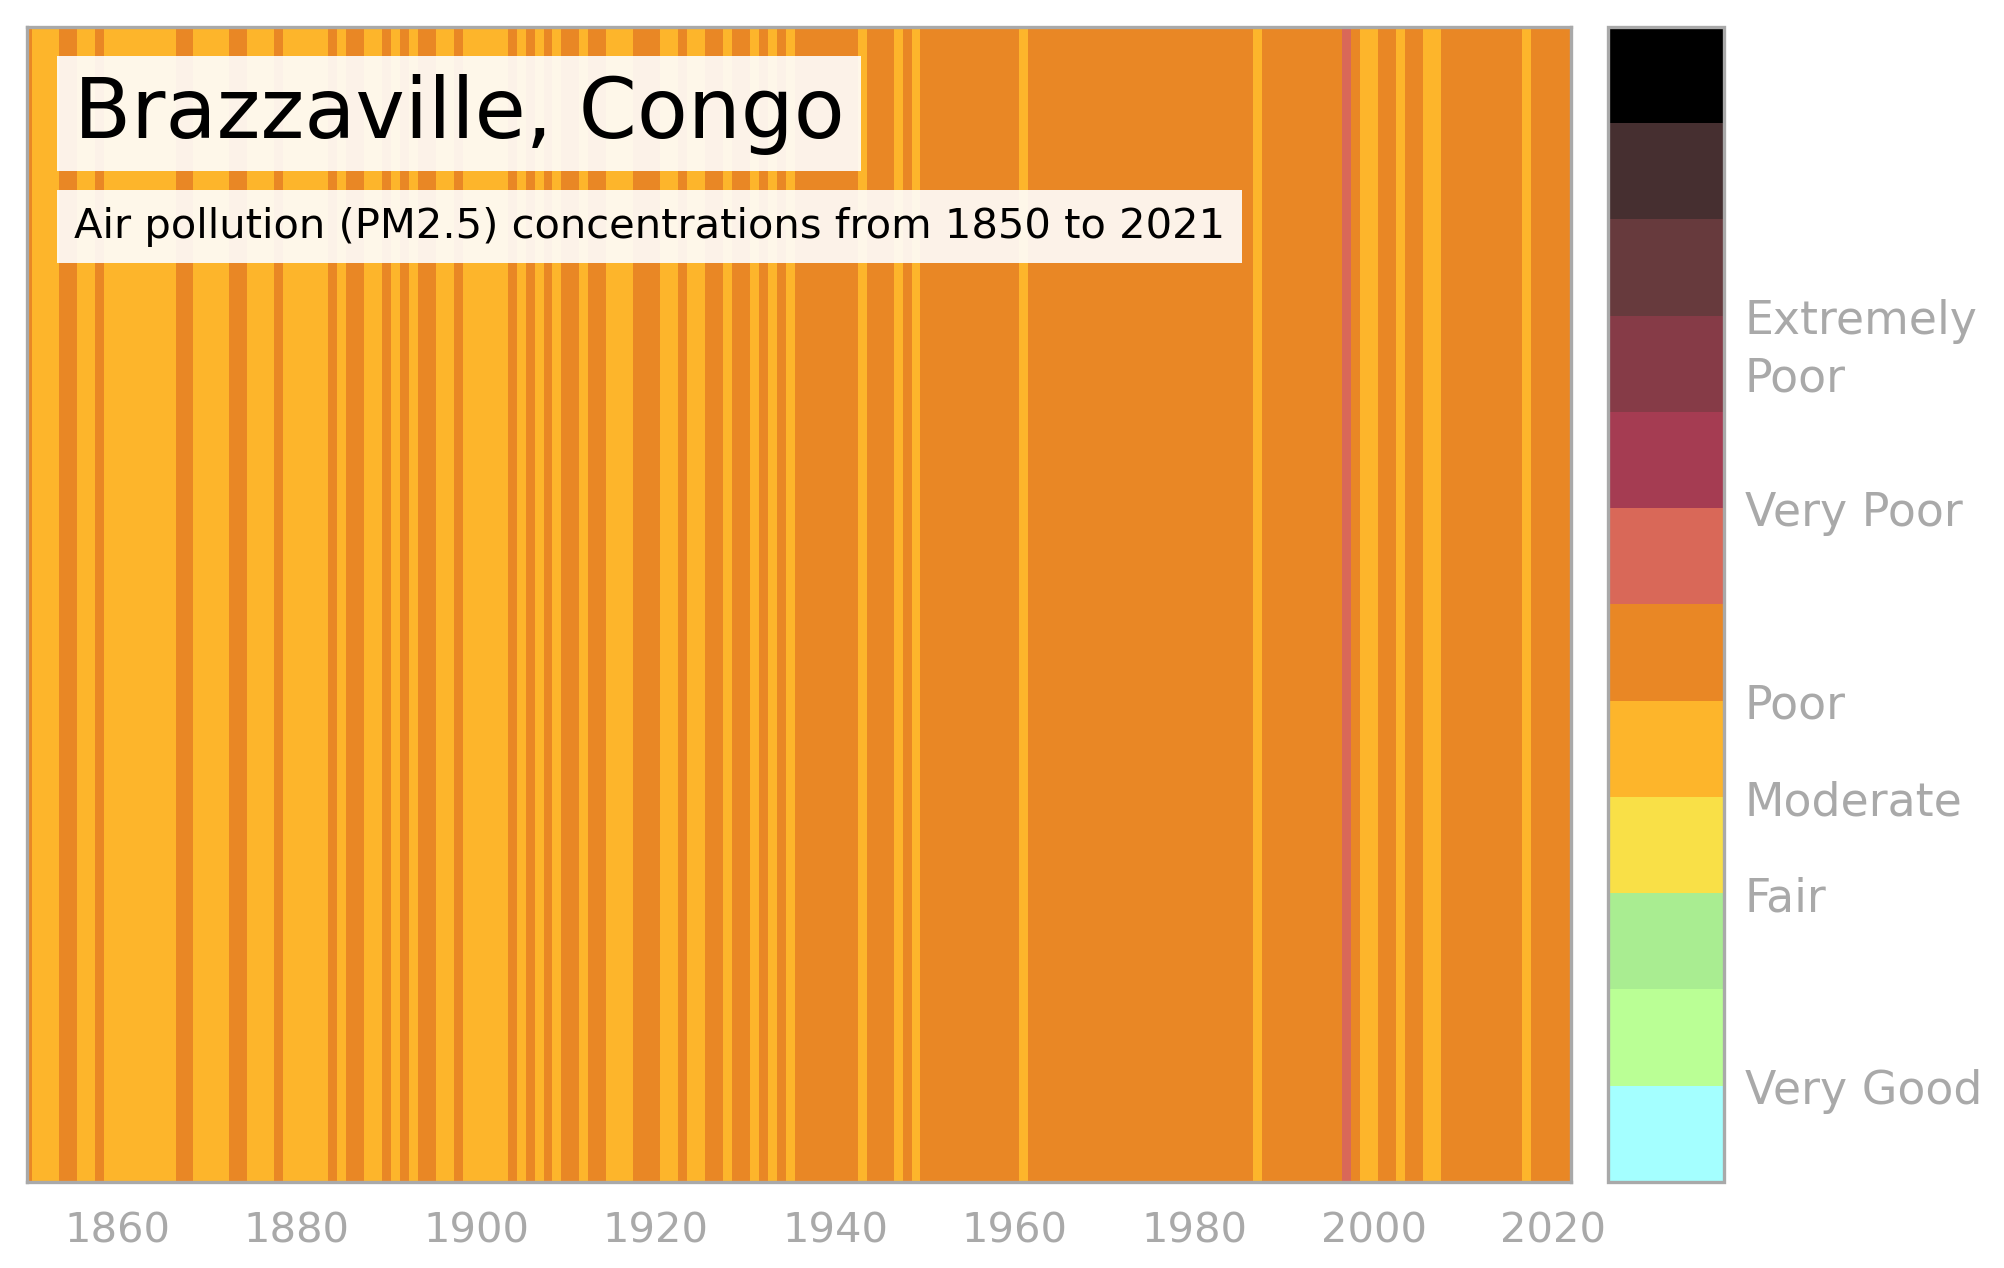 Brazzaville, Congo
Air pollution (PM2.5) concentrations from 1850 to 2021
Extremely
Poor
Very Poor
Poor
Moderate
Fair
Very Good
1860 1880 1900 1920 1940 1960 1980 2000 2020